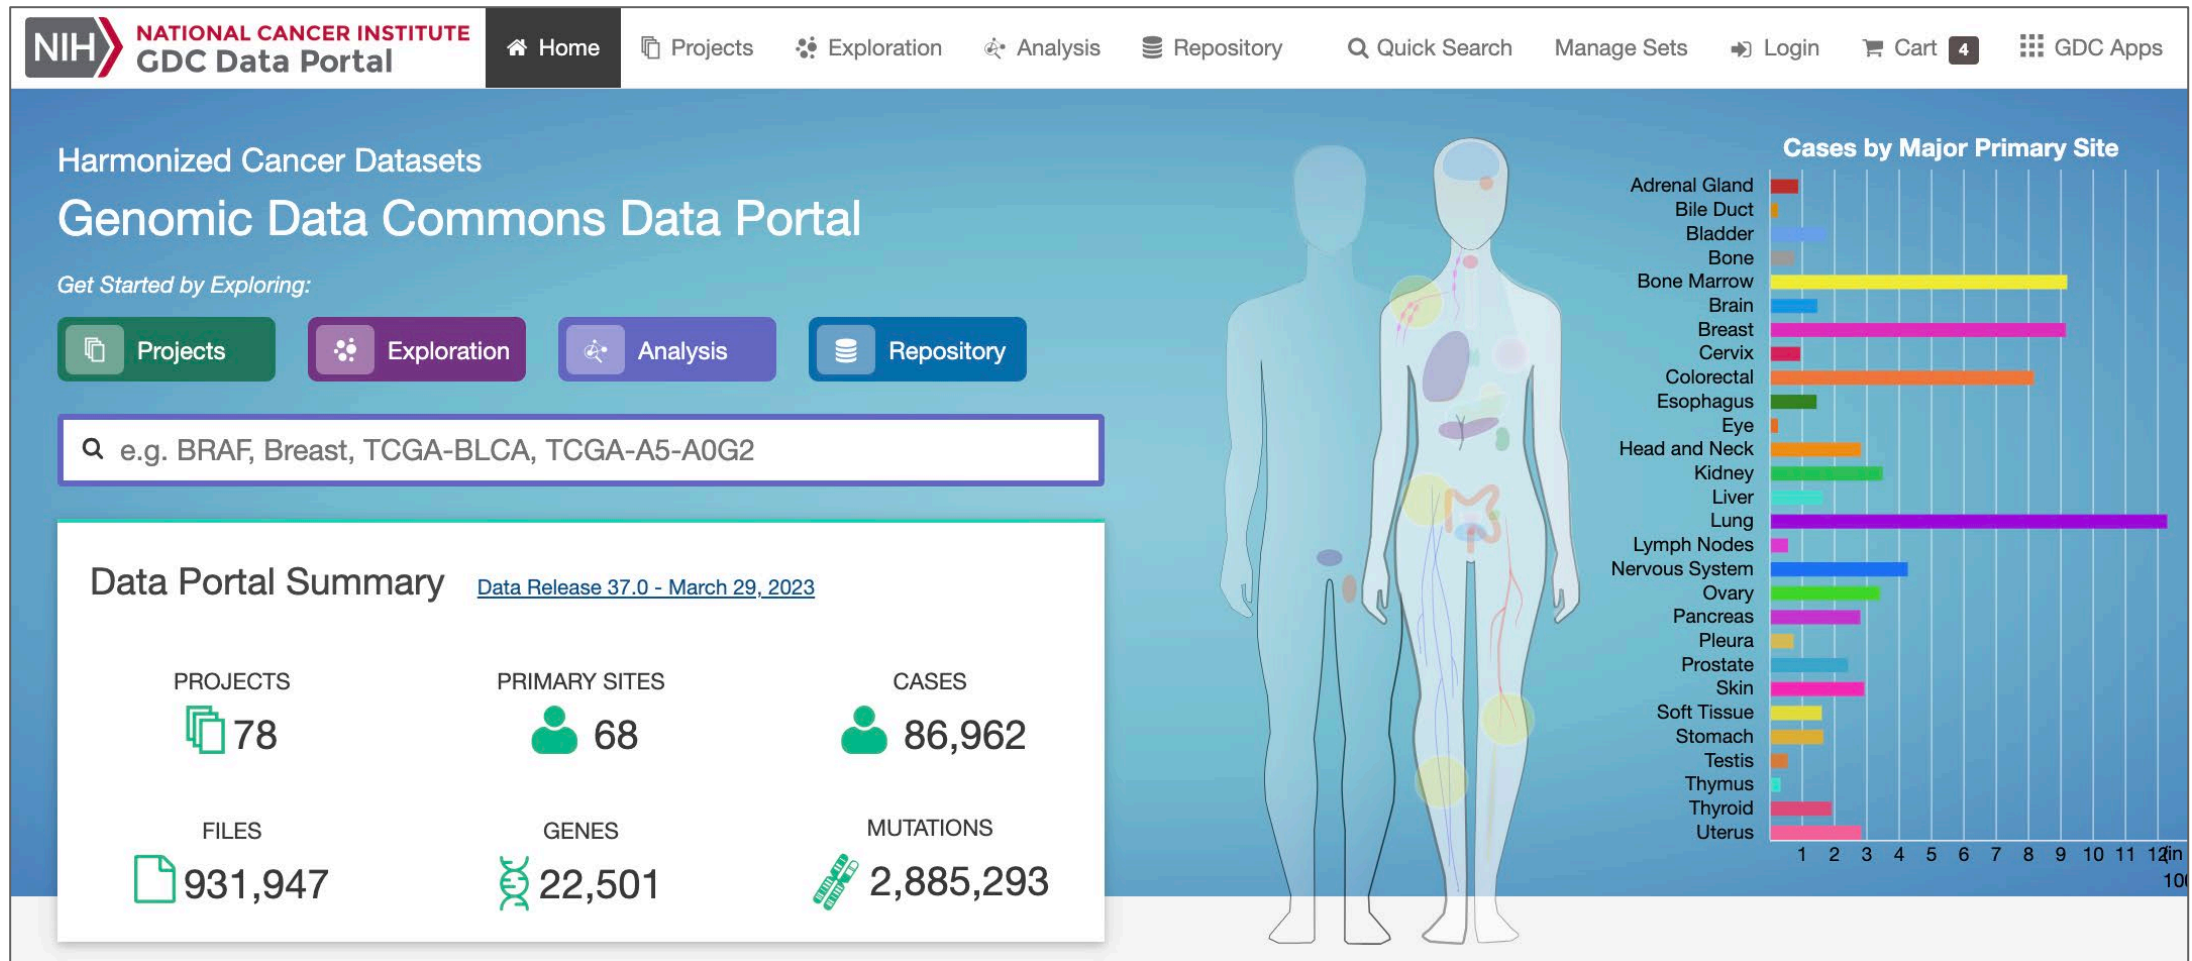 NIH NATIONAL CANCER INSTITUTE
GDC Data Portal
Home Projects Exploration Analysis Repository Quick Search Manage Sets Login Cart 4 GDC Apps
Harmonized Cancer Datasets
Genomic Data Commons Data Portal
Get Started by Exploring:
Projects Exploration Analysis Repository
e.g. BRAF, Breast, TCGA-BLCA, TCGA-A5-A0G2
Data Portal Summary Data Release 37.0 - March 29, 2023
PROJECTS PRIMARY SITES CASES
78 68 86,962
FILES GENES MUTATIONS
931,947 22,501 2,885,293
Cases by Major Primary Site
Adrenal Gland
Bile Duct
Bladder
Bone
Bone Marrow
Brain
Breast
Cervix
Colorectal
Esophagus
Eye
Head and Neck
Kidney
Liver
Lung
Lymph Nodes
Nervous System
Ovary
Pancreas
Pleura
Prostate
Skin
Soft Tissue
Stomach
Testis
Thymus
Thyroid
Uterus
1 2 3 4 5 6 7 8 9 10 11 12